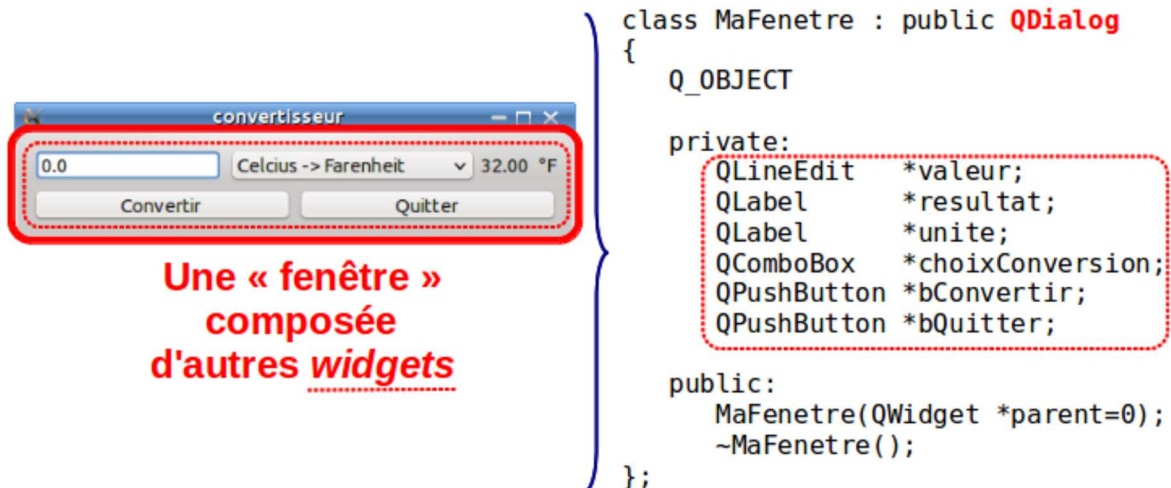 convertisseur
0.0 Celcius -> Farenheit 32.00 °F
Convertir Quitter
Une « fenêtre »
composée
d'autres widgets
class MaFenetre : public QDialog
{
Q_OBJECT
private:
QLineEdit *valeur;
QLabel *resultat;
QLabel *unite;
QComboBox *choixConversion;
QPushButton *bConvertir;
QPushButton *bQuitter;
public:
MaFenetre(QWidget *parent=0);
~MaFenetre();
};